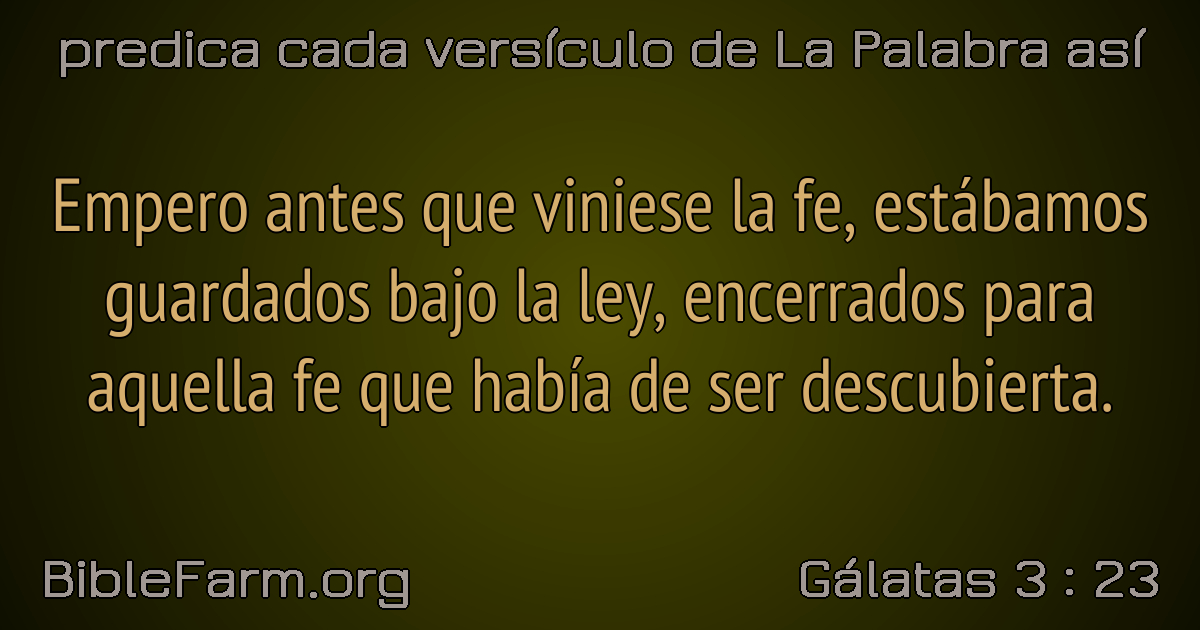 predica cada versículo de La Palabra así
Empero antes que viniese la fe, estábamos
guardados bajo la ley, encerrados para
aquella fe que había de ser descubierta.
BibleFarm.org
Gálatas 3 : 23